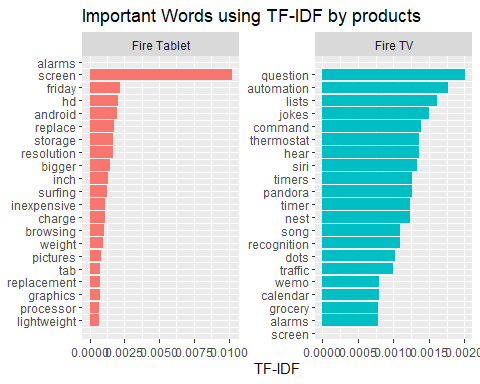 Important Words using TF-IDF by products
Fire Tablet
alarms
screen
friday
hd
android
replace
storage
resolution
bigger
inch
surfing
inexpensive
charge
browsing
weight
pictures
tab
replacement
graphics
processor
lightweight
0.0000 0.0025 0.0050 0.0075 0.0100
Fire TV
question
automation
lists
jokes
command
thermostat
hear
siri
timers
pandora
timer
nest
song
recognition
dots
traffic
wemo
calendar
grocery
alarms
screen
0.0000 0.0005 0.0010 0.0015 0.0020
TF-IDF